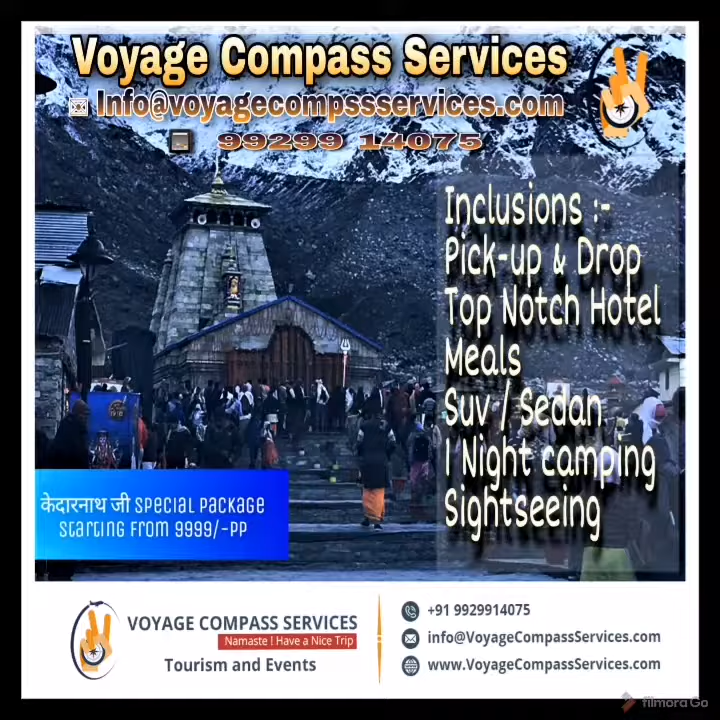 Voyage Compass Services
Info@voyagecompssservices.com
99299 14075
Inclusions :-
Pick-up & Drop
Top Notch Hotel
Meals
Suv / Sedan
1 Night camping
Sightseeing
केदारनाथ जी Special Package
Starting From 9999/-PP
VOYAGE COMPASS SERVICES
Namaste ! Have a Nice Trip
Tourism and Events
+91 9929914075
info@VoyageCompassServices.com
www.VoyageCompassServices.com
filmora Go